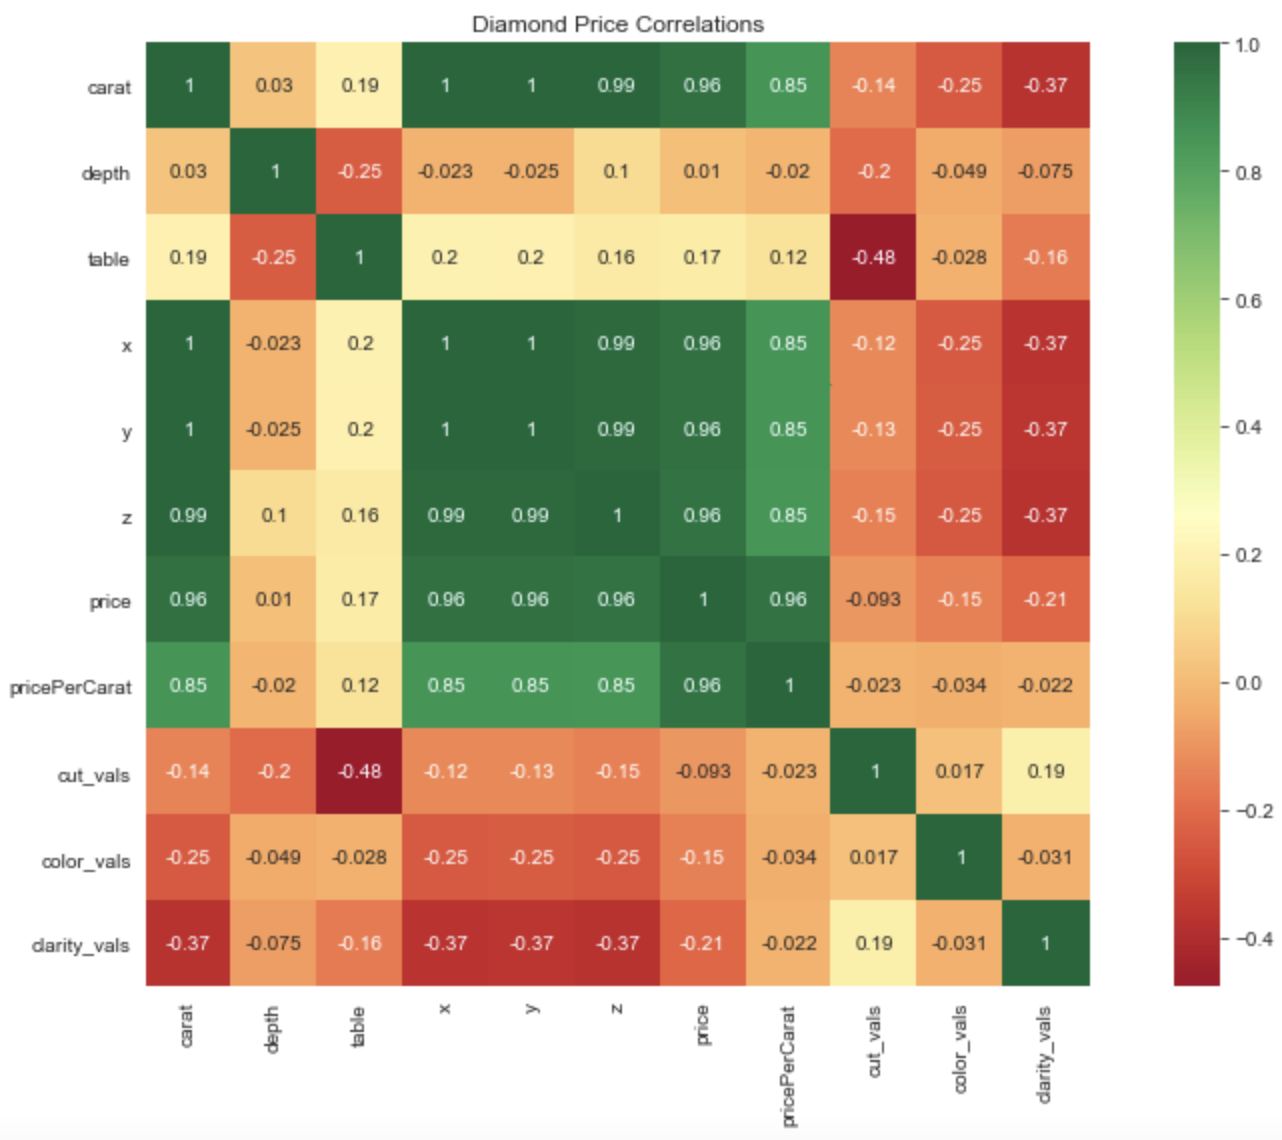 Diamond Price Correlations
carat 1 0.03 0.19 1 1 0.99 0.96 0.85 -0.14 -0.25 -0.37
depth 0.03 1 -0.25 -0.023 -0.025 0.1 0.01 -0.02 -0.2 -0.049 -0.075
table 0.19 -0.25 1 0.2 0.2 0.16 0.17 0.12 -0.48 -0.028 -0.16
x 1 -0.023 0.2 1 1 0.99 0.96 0.85 -0.12 -0.25 -0.37
y 1 -0.025 0.2 1 1 0.99 0.96 0.85 -0.13 -0.25 -0.37
z 0.99 0.1 0.16 0.99 0.99 1 0.96 0.85 -0.15 -0.25 -0.37
price 0.96 0.01 0.17 0.96 0.96 0.96 1 0.96 -0.093 -0.15 -0.21
pricePerCarat 0.85 -0.02 0.12 0.85 0.85 0.85 0.96 1 -0.023 -0.034 -0.022
cut_vals -0.14 -0.2 -0.48 -0.12 -0.13 -0.15 -0.093 -0.023 1 0.017 0.19
color_vals -0.25 -0.049 -0.028 -0.25 -0.25 -0.25 -0.15 -0.034 0.017 1 -0.031
clarity_vals -0.37 -0.075 -0.16 -0.37 -0.37 -0.37 -0.21 -0.022 0.19 -0.031 1
carat depth table x y z price pricePerCarat cut_vals color_vals clarity_vals
1.0
0.8
0.6
0.4
0.2
0.0
−0.2
−0.4